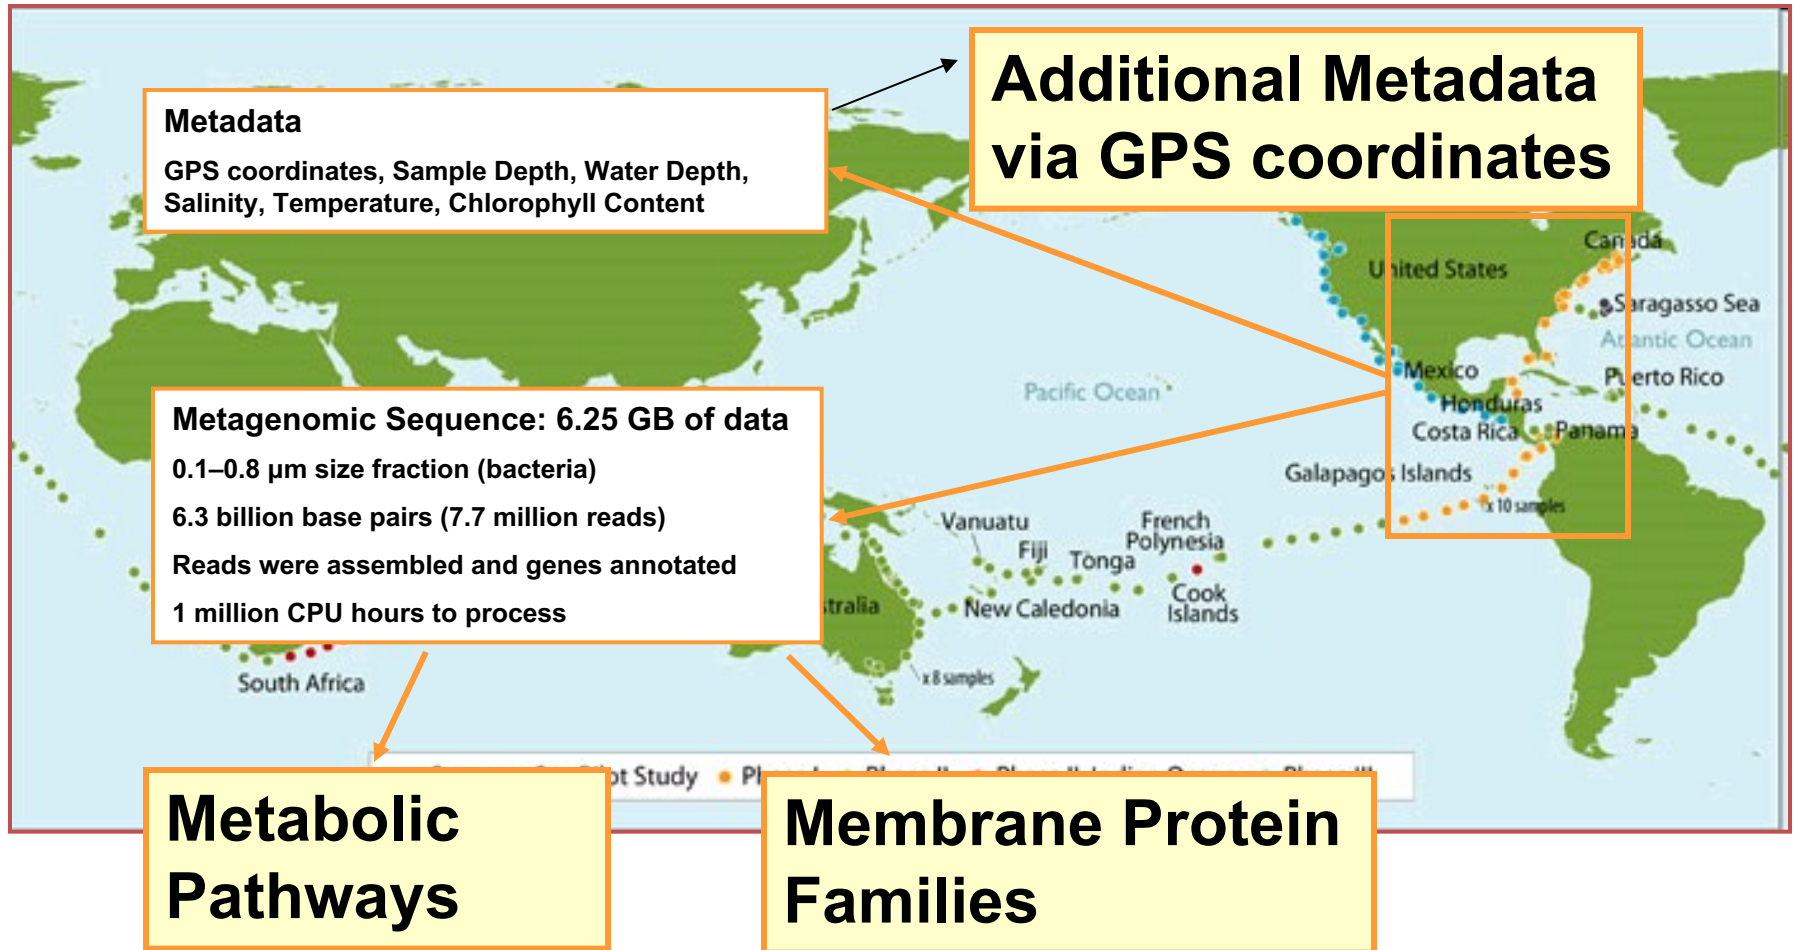 Additional Metadata
via GPS coordinates
Metadata
GPS coordinates, Sample Depth, Water Depth,
Salinity, Temperature, Chlorophyll Content
Canada
United States
Saragasso Sea
Atlantic Ocean
Mexico
Puerto Rico
Pacific Ocean
Honduras
Costa Rica
Panama
Galapagos Islands
x 10 samples
Metagenomic Sequence: 6.25 GB of data
0.1–0.8 µm size fraction (bacteria)
6.3 billion base pairs (7.7 million reads)
Reads were assembled and genes annotated
1 million CPU hours to process
Vanuatu
Fiji
Tonga
French
Polynesia
Cook
Islands
New Caledonia
tralia
South Africa
x 8 samples
ot Study
Metabolic
Pathways
Membrane Protein
Families